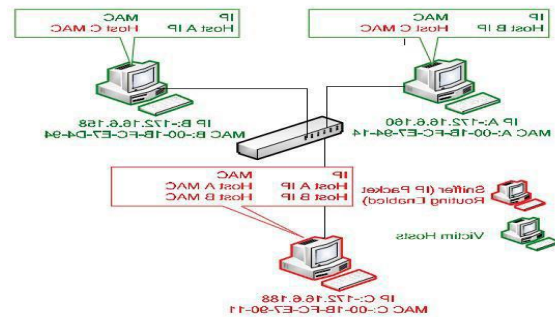 IP MAC
Host B IP Host C MAC
IP A:-172.16.6.160
MAC A:-00-1B-FC-E7-94-14
IP MAC
Host A IP Host C MAC
IP B:-172.16.6.158
MAC B:-00-1B-FC-E7-D4-94
IP MAC
Host A IP Host A MAC
Host B IP Host B MAC
Sniffer (IP Packet
Routing Enabled)
Victim Hosts
IP C:-172.16.6.188
MAC C:-00-1B-FC-E7-90-11